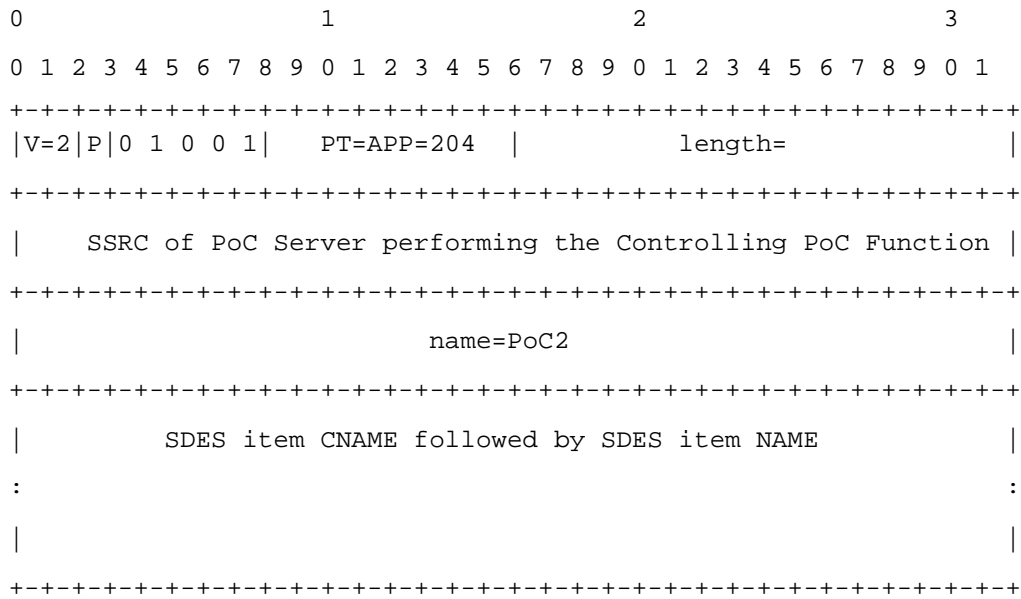 0                   1                   2                   3
0 1 2 3 4 5 6 7 8 9 0 1 2 3 4 5 6 7 8 9 0 1 2 3 4 5 6 7 8 9 0 1
+-+-+-+-+-+-+-+-+-+-+-+-+-+-+-+-+-+-+-+-+-+-+-+-+-+-+-+-+-+-+-+-+
|V=2|P|0 1 0 0 1|   PT=APP=204  |          length=              |
+-+-+-+-+-+-+-+-+-+-+-+-+-+-+-+-+-+-+-+-+-+-+-+-+-+-+-+-+-+-+-+-+
|    SSRC of PoC Server performing the Controlling PoC Function |
+-+-+-+-+-+-+-+-+-+-+-+-+-+-+-+-+-+-+-+-+-+-+-+-+-+-+-+-+-+-+-+-+
|                          name=PoC2                            |
+-+-+-+-+-+-+-+-+-+-+-+-+-+-+-+-+-+-+-+-+-+-+-+-+-+-+-+-+-+-+-+-+
|         SDES item CNAME followed by SDES item NAME            |
:                                                               :
|                                                               |
+-+-+-+-+-+-+-+-+-+-+-+-+-+-+-+-+-+-+-+-+-+-+-+-+-+-+-+-+-+-+-+-+